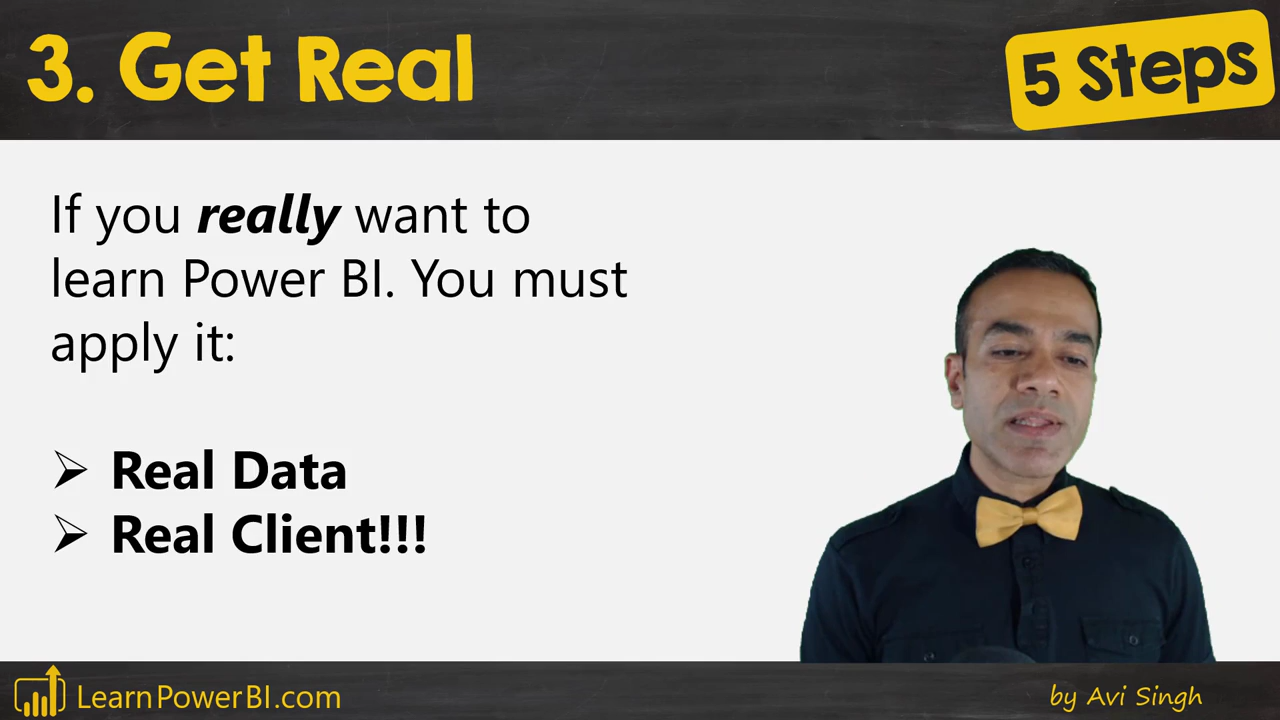 3. Get Real
5 Steps
If you really want to
learn Power BI. You must
apply it:
➢ Real Data
➢ Real Client!!!
LearnPowerBI.com
by Avi Singh